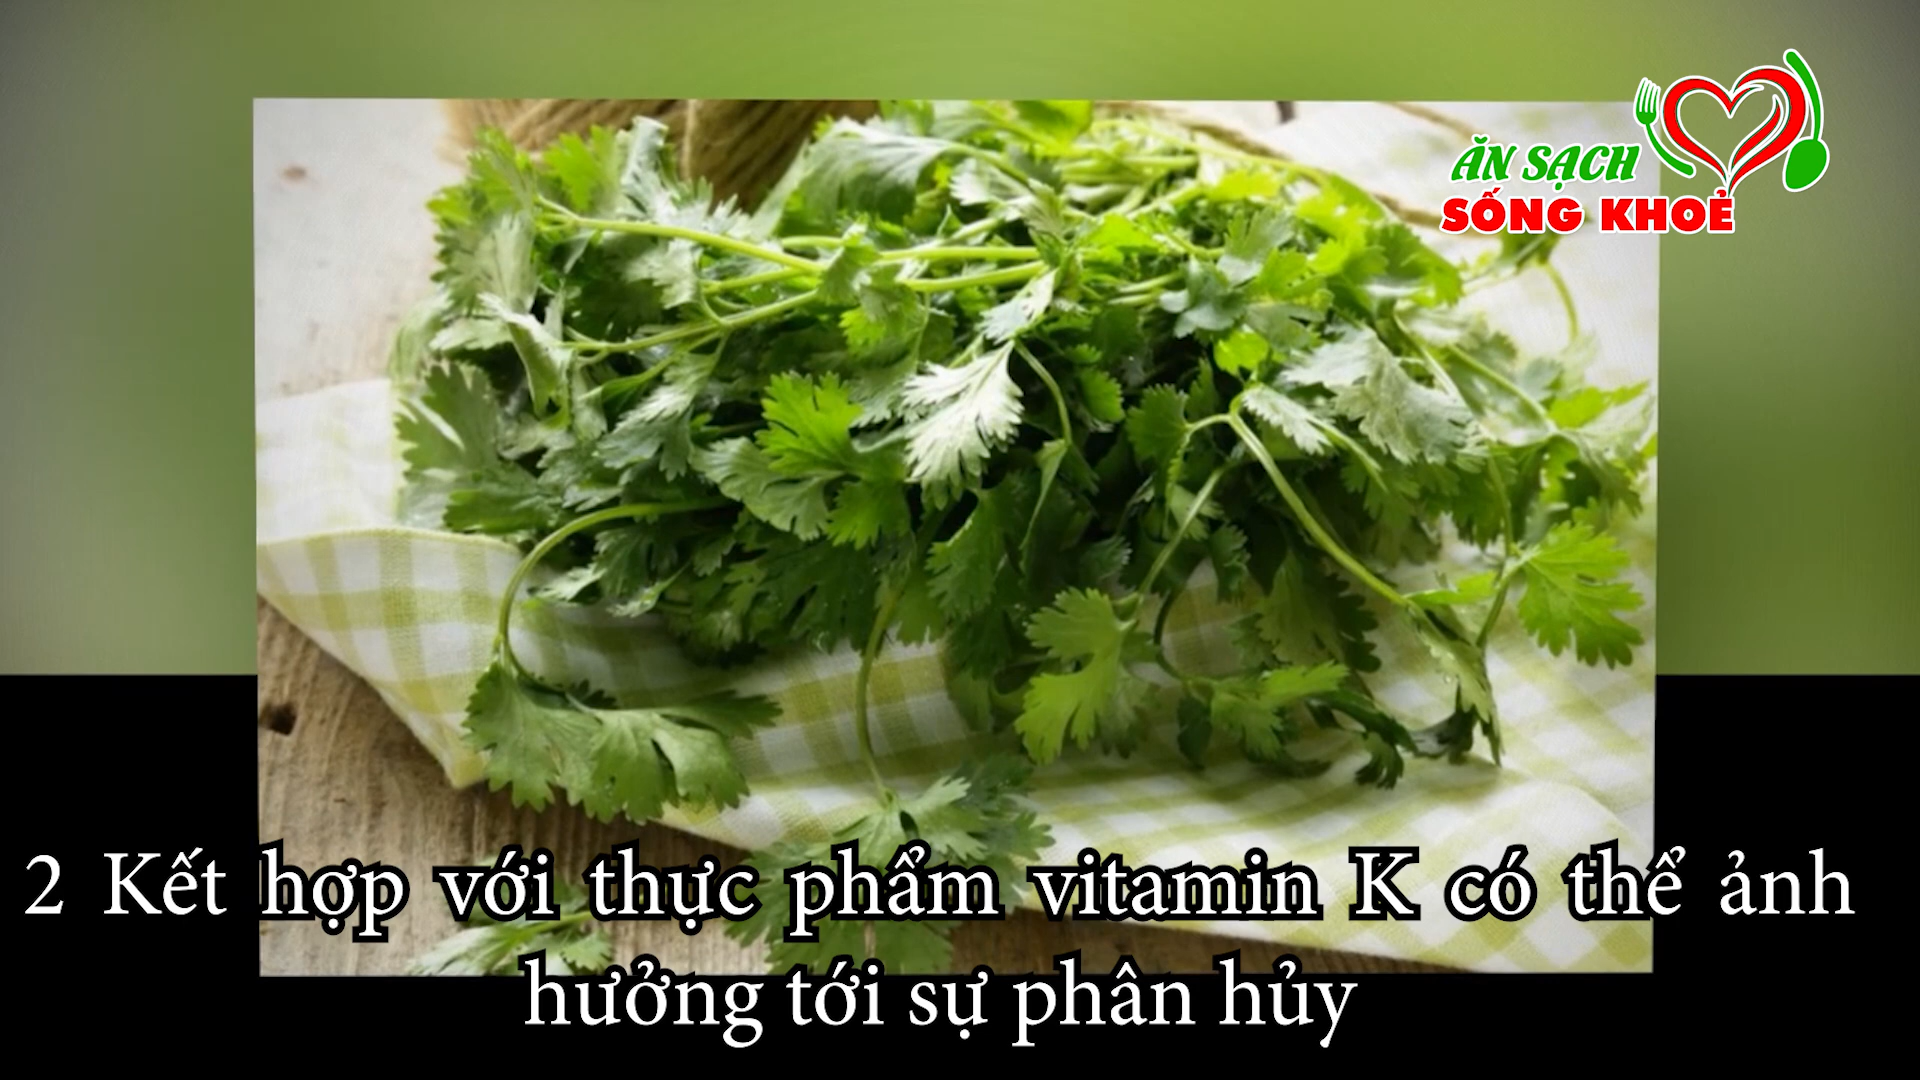 ĂN SẠCH
SỐNG KHOẺ
2 Kết hợp với thực phẩm vitamin K có thể ảnh
hưởng tới sự phân hủy